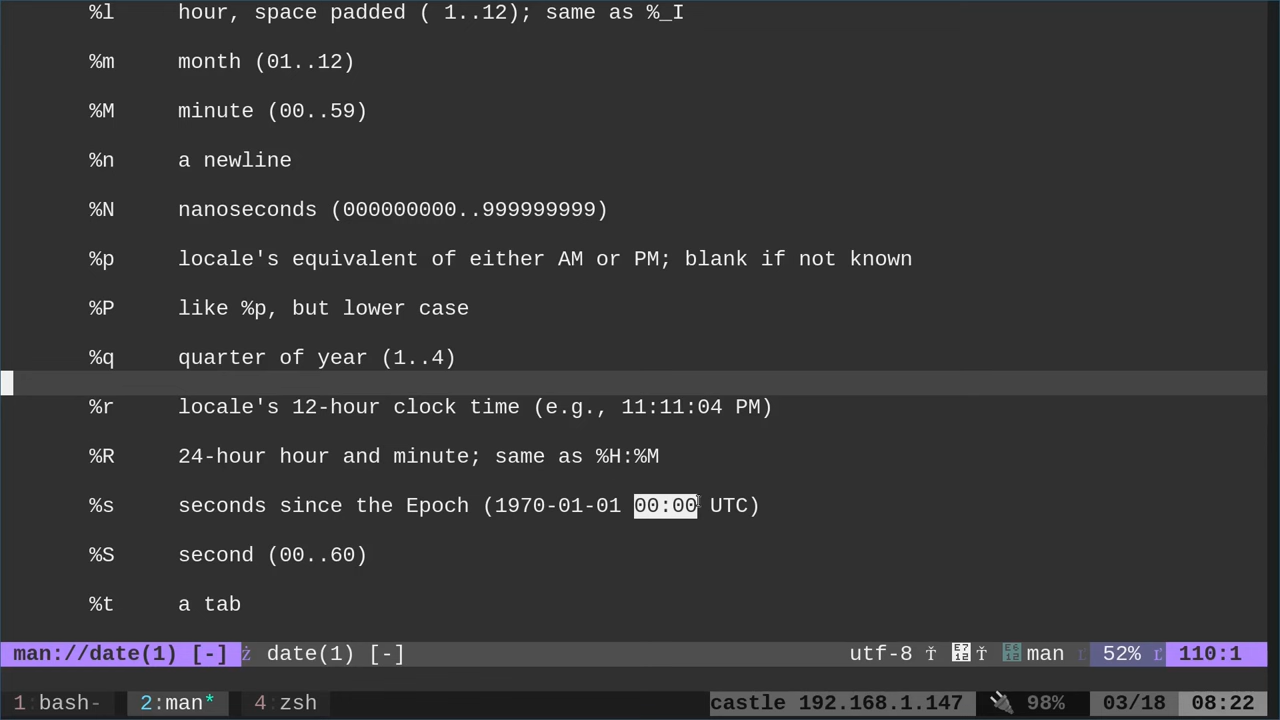 %l hour, space padded ( 1..12); same as %_I
%m month (01..12)
%M minute (00..59)
%n a newline
%N nanoseconds (000000000..999999999)
%p locale's equivalent of either AM or PM; blank if not known
%P like %p, but lower case
%q quarter of year (1..4)
%r locale's 12-hour clock time (e.g., 11:11:04 PM)
%R 24-hour hour and minute; same as %H:%M
%s seconds since the Epoch (1970-01-01 00:00 UTC)
%S second (00..60)
%t a tab
man://date(1) [-] ż date(1) [-] utf-8 man 52% 110:1
1:bash- 2:man* 4:zsh castle 192.168.1.147 98% 03/18 08:22